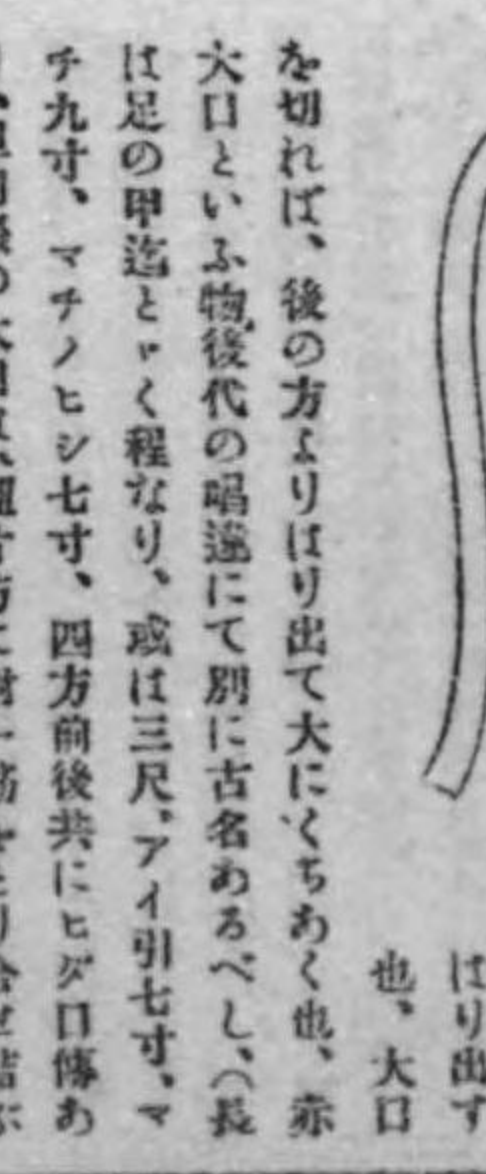 はり出す
也、大口
を切れば、後の方よりはり出て大にくちあく也、赤
大口といふ物、後代の唱遂にて別に古名あるべし、(長
は足の甲迄とヾく程なり、或は三尺、アイ引七寸、マ
チ九寸、マチノヒシ七寸、四方前後共にヒダ口傳あ